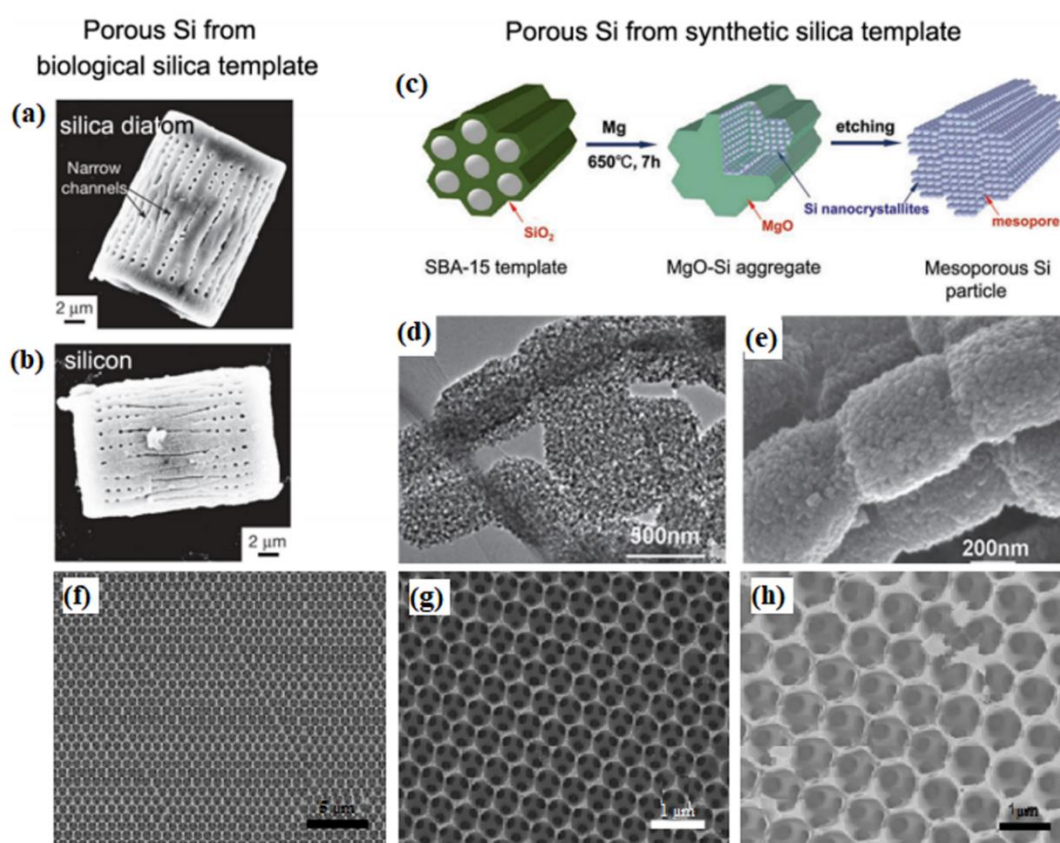 Porous Si from
biological silica template
Porous Si from synthetic silica template
(a)
silica diatom
Narrow
channels
2 μm
(b)
silicon
2 μm
(c)
Mg
650℃, 7h
etching
SiO₂
MgO
Si nanocrystallites
mesopore
SBA-15 template
MgO-Si aggregate
Mesoporous Si
particle
(d)
500nm
(e)
200nm
(f)
5 μm
(g)
1 μm
(h)
1μm